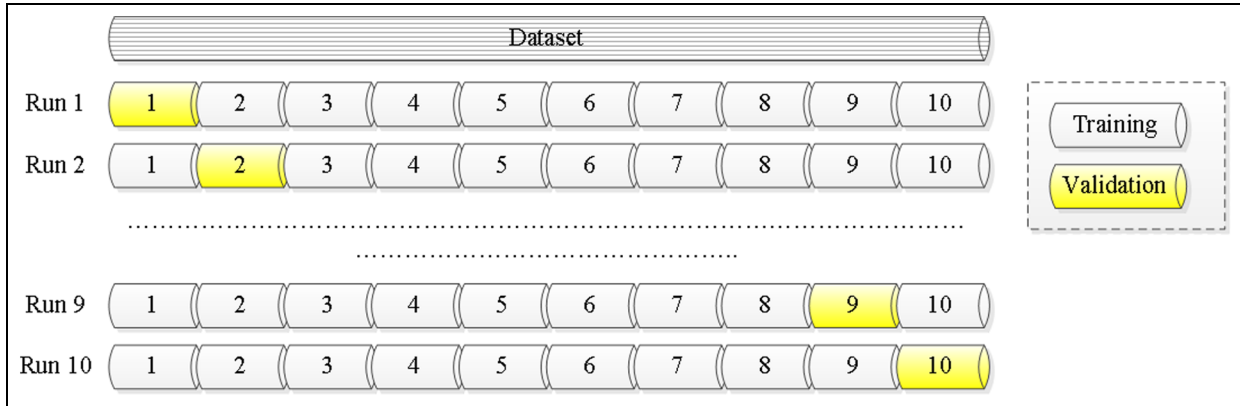 Dataset
Run 1 1 2 3 4 5 6 7 8 9 10
Run 2 1 2 3 4 5 6 7 8 9 10
………………………………………………………………………………………
………………………………………..
Run 9 1 2 3 4 5 6 7 8 9 10
Run 10 1 2 3 4 5 6 7 8 9 10
Training
Validation